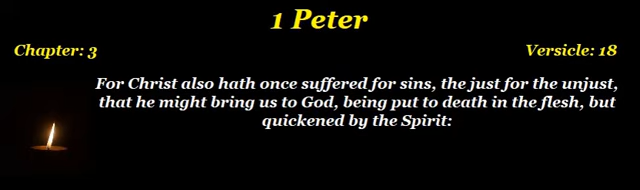 1 Peter
Chapter: 3
Versicle: 18
For Christ also hath once suffered for sins, the just for the unjust,
that he might bring us to God, being put to death in the flesh, but
quickened by the Spirit: